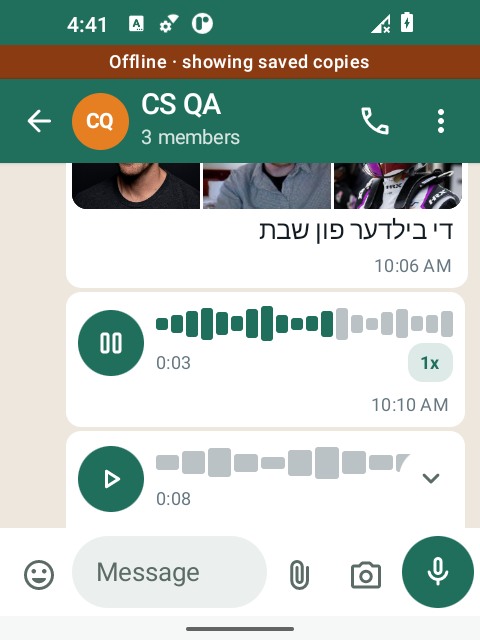 4:41
A
Offline · showing saved copies
CQ
CS QA
3 members
די בילדער פון שבת
10:06 AM
0:03
1x
10:10 AM
0:08
Message